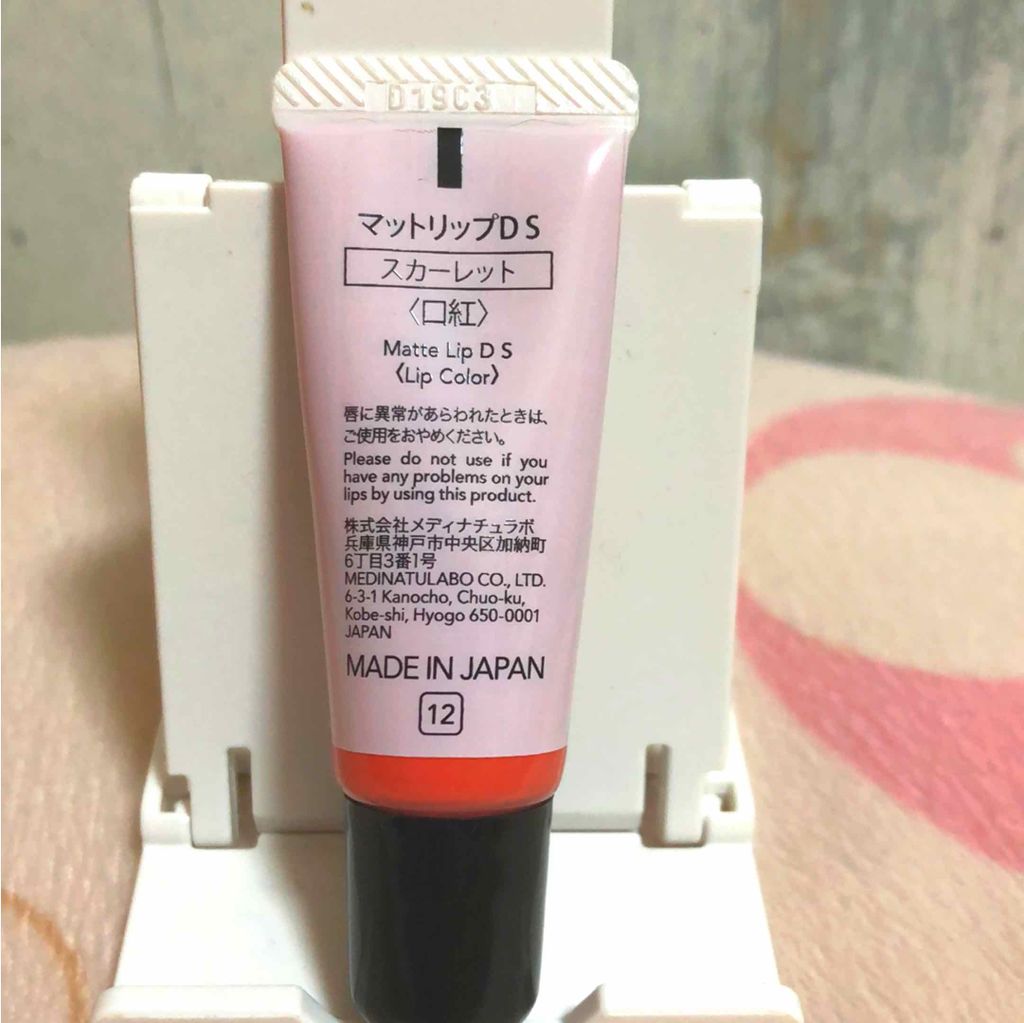 D19C3
マットリップD S
スカーレット
〈口紅〉
Matte Lip D S
〈Lip Color〉
唇に異常があらわれたときは、
ご使用をおやめください。
Please do not use if you
have any problems on your
lips by using this product.
株式会社メディナチュラボ
兵庫県神戸市中央区加納町
6丁目3番1号
MEDINATULABO CO., LTD.
6-3-1 Kanocho, Chuo-ku,
Kobe-shi, Hyogo 650-0001
JAPAN
MADE IN JAPAN
12